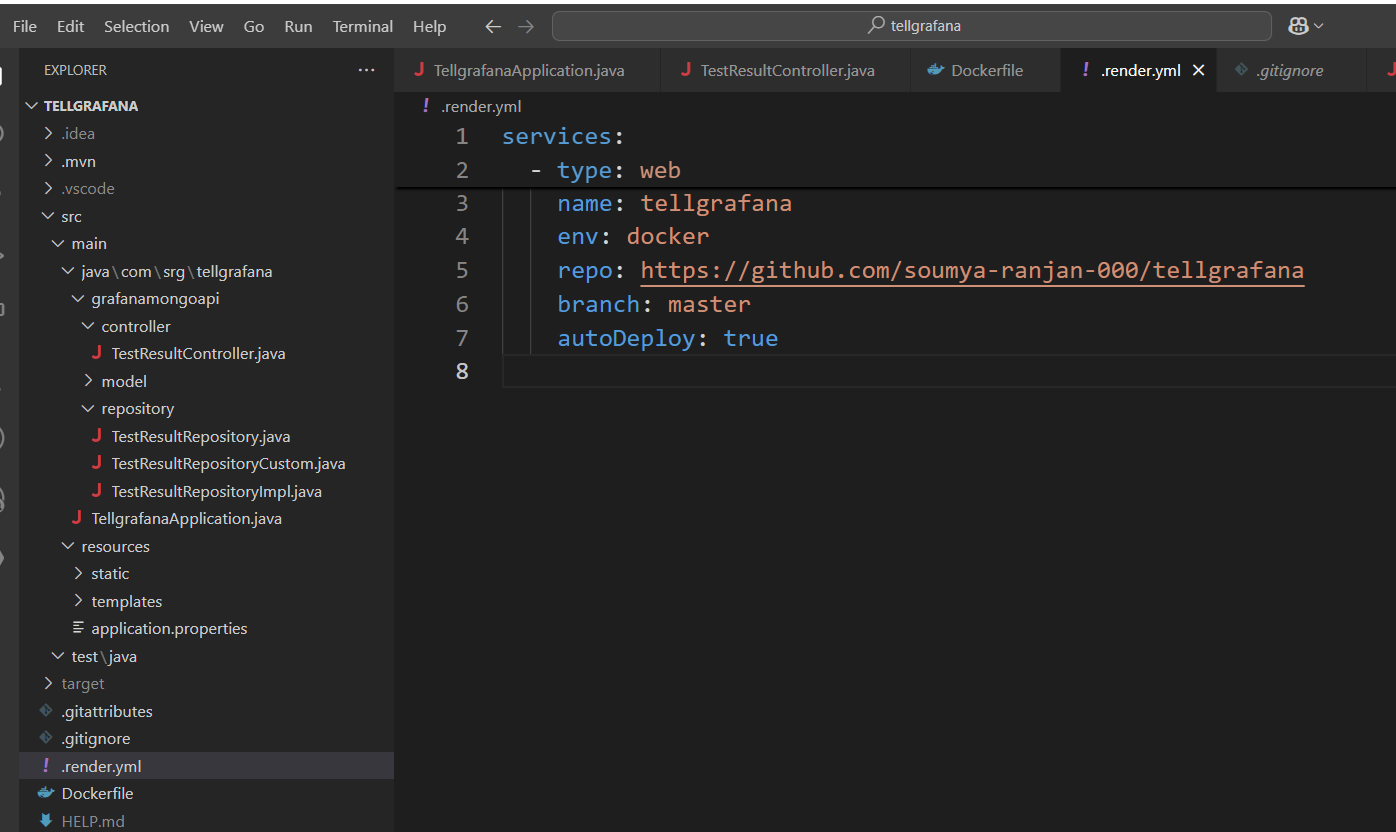 File Edit Selection View Go Run Terminal Help tellgrafana
EXPLORER
TellgrafanaApplication.java TestResultController.java Dockerfile .render.yml .gitignore
TELLGRAFANA
.idea
.mvn
.vscode
src
main
java\com\srg\tellgrafana
grafanamongoapi
controller
TestResultController.java
model
repository
TestResultRepository.java
TestResultRepositoryCustom.java
TestResultRepositoryImpl.java
TellgrafanaApplication.java
resources
static
templates
application.properties
test\java
target
.gitattributes
.gitignore
.render.yml
Dockerfile
HELP.md
.render.yml
1 services:
2 - type: web
3 name: tellgrafana
4 env: docker
5 repo: https://github.com/soumya-ranjan-000/tellgrafana
6 branch: master
7 autoDeploy: true
8